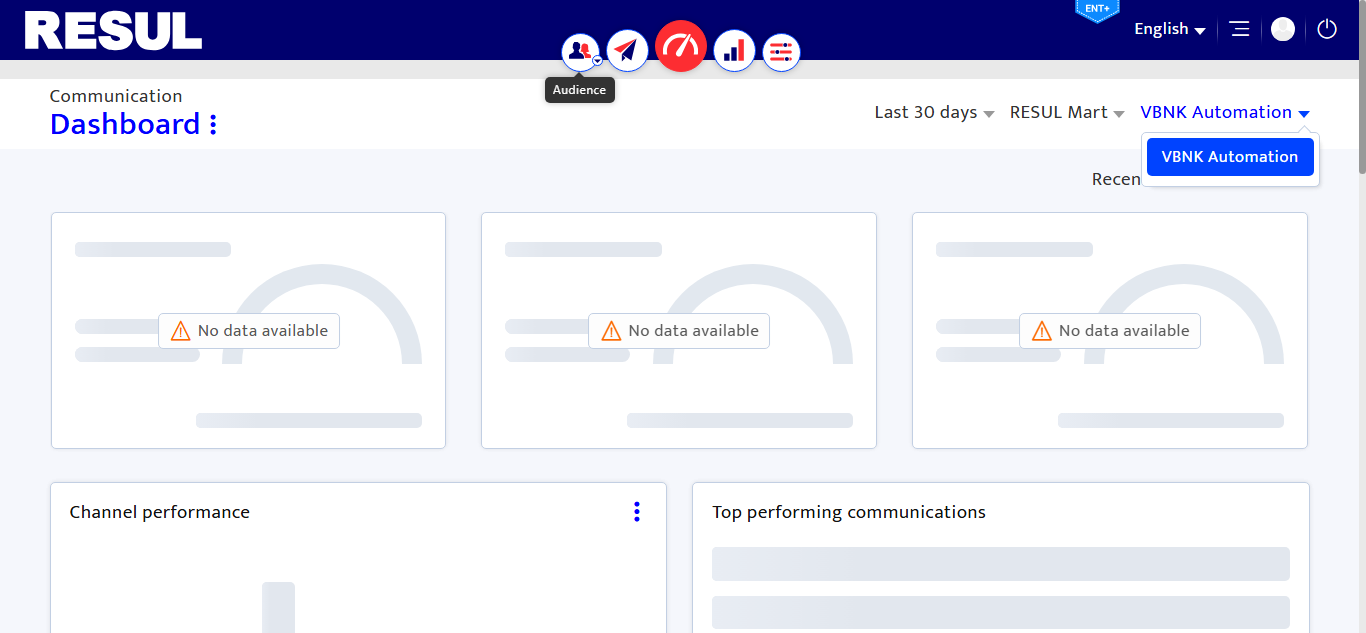 RESUL
ENT+
English
Audience
Communication
Dashboard
Last 30 days
RESUL Mart
VBNK Automation
VBNK Automation
Recen
No data available
No data available
No data available
Channel performance
Top performing communications